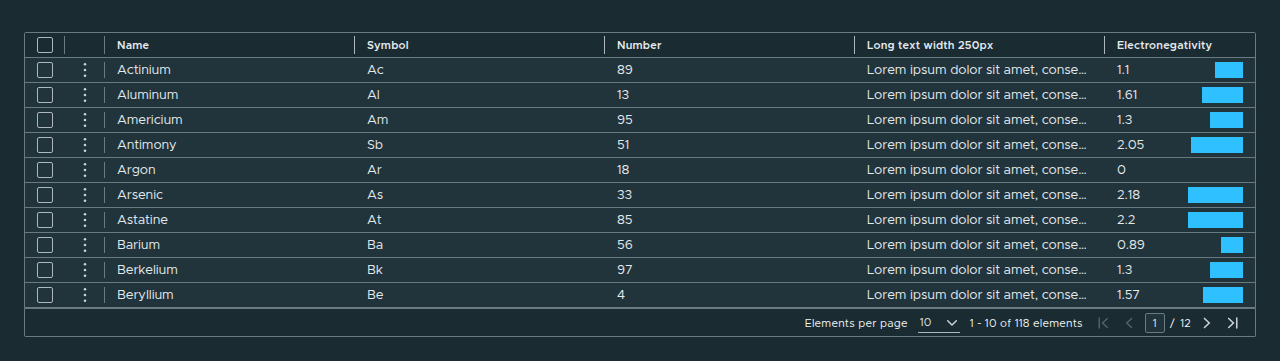 Name Symbol Number Long text width 250px Electronegativity
Actinium Ac 89 Lorem ipsum dolor sit amet, conse... 1.1
Aluminum Al 13 Lorem ipsum dolor sit amet, conse... 1.61
Americium Am 95 Lorem ipsum dolor sit amet, conse... 1.3
Antimony Sb 51 Lorem ipsum dolor sit amet, conse... 2.05
Argon Ar 18 Lorem ipsum dolor sit amet, conse... 0
Arsenic As 33 Lorem ipsum dolor sit amet, conse... 2.18
Astatine At 85 Lorem ipsum dolor sit amet, conse... 2.2
Barium Ba 56 Lorem ipsum dolor sit amet, conse... 0.89
Berkelium Bk 97 Lorem ipsum dolor sit amet, conse... 1.3
Beryllium Be 4 Lorem ipsum dolor sit amet, conse... 1.57
Elements per page 10 1 - 10 of 118 elements 1 / 12